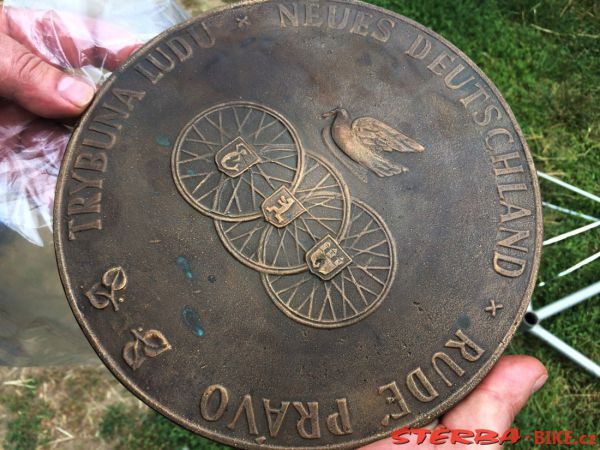 TRYBUNA LUDU × NEUES DEUTSCHLAND × RUDÉ PRÁVO
STERBA-BIKE.cz